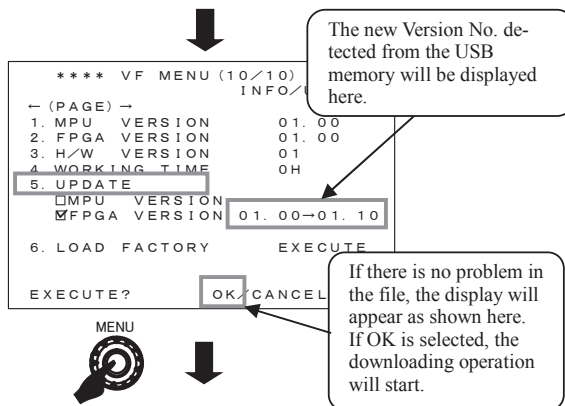 The new Version No. de-
tected from the USB
memory will be displayed
here.
**** VF MENU (10/10)
INFO/U
← (PAGE) →
1. MPU VERSION 01. 00
2. FPGA VERSION 01. 00
3. H/W VERSION 01
4. WORKING TIME 0H
5. UPDATE
□MPU VERSION
☑FPGA VERSION 01. 00→01. 10
6. LOAD FACTORY EXECUTE
If there is no problem in
the file, the display will
appear as shown here.
If OK is selected, the
downloading operation
will start.
EXECUTE? OK/CANCEL
MENU